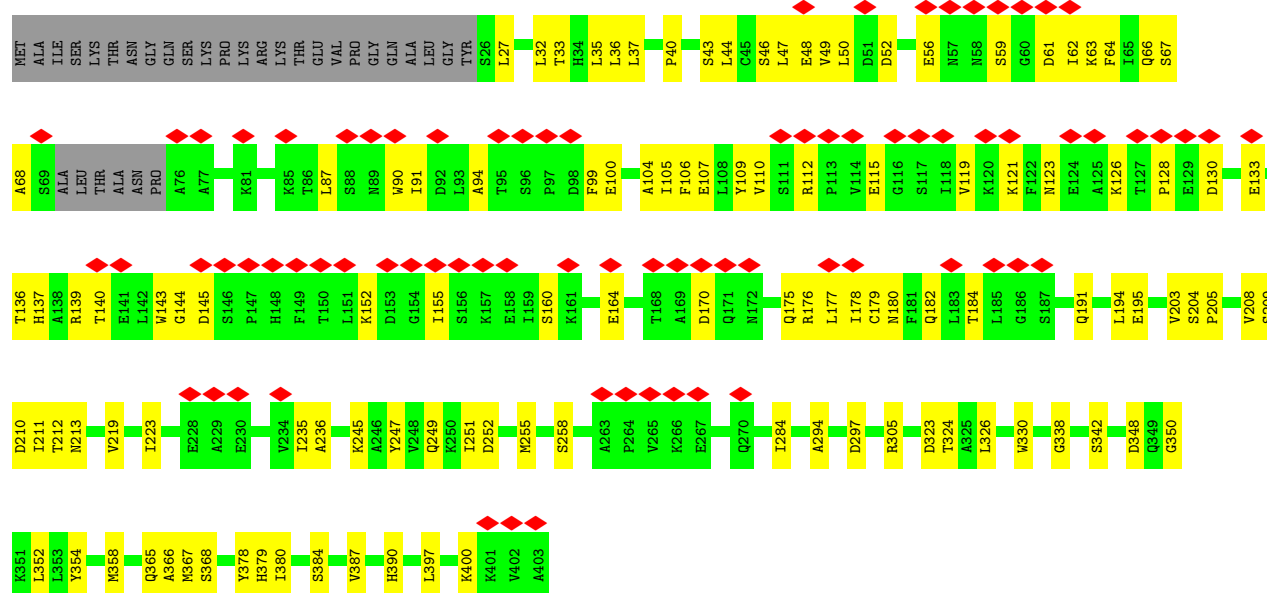 MET ALA ILE SER LYS THR ASN GLY GLN SER LYS PRO LYS ARG LYS THR GLU VAL PRO GLY GLN ALA LEU GLY TYR S26 L27 L32 T33 H34 L35 L36 L37 P40 S43 L44 C45 S46 L47 E48 V49 L50 D51 D52 E56 N57 N58 S59 G60 D61 I62 K63 F64 I65 Q66 S67
A68 S69 ALA LEU THR ALA ASN PRO A76 A77 K81 K85 T86 L87 S88 N89 W90 I91 D92 L93 A94 T95 S96 P97 D98 F99 E100 A104 I105 F106 E107 L108 Y109 V110 S111 R112 P113 V114 E115 G116 S117 I118 V119 K120 K121 F122 N123 E124 A125 K126 T127 P128 E129 D130 E133
T136 H137 A138 R139 T140 E141 L142 W143 G144 D145 S146 P147 H148 F149 T150 L151 K152 D153 G154 I155 S156 K157 E158 I159 S160 K161 E164 T168 A169 D170 Q171 N172 Q175 R176 L177 I178 C179 N180 F181 Q182 L183 T184 L185 G186 S187 Q191 L194 E195 V203 S204 P205 V208 S209
D210 I211 T212 N213 V219 I223 E228 A229 E230 V234 I235 A236 K245 A246 Y247 V248 Q249 K250 I251 D252 M255 S258 A263 P264 V265 K266 E267 Q270 I284 A294 D297 R305 D323 T324 A325 L326 W330 G338 S342 D348 Q349 G350
K351 L352 L353 Y354 M358 Q365 A366 M367 S368 Y378 H379 I380 S384 V387 H390 L397 K400 K401 V402 A403